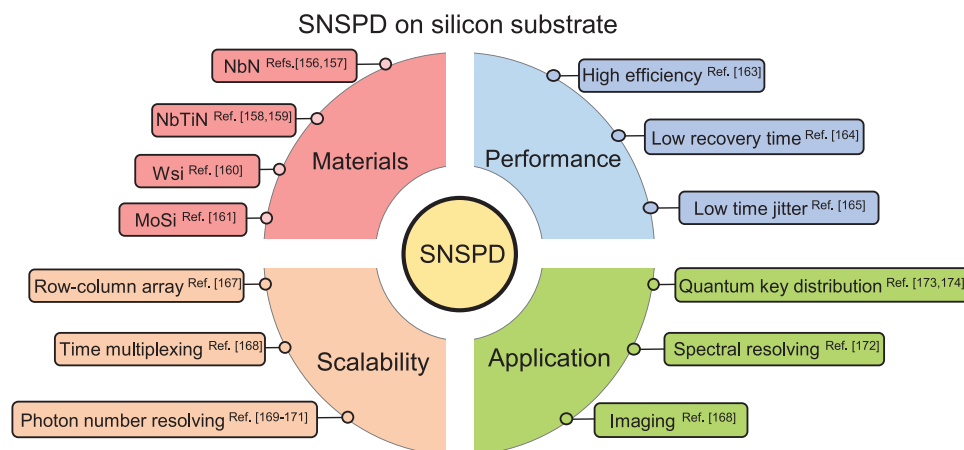 SNSPD on silicon substrate
NbN Refs.[156,157]
NbTiN Ref. [158,159]
Wsi Ref. [160]
MoSi Ref. [161]
Materials
High efficiency Ref. [163]
Low recovery time Ref. [164]
Low time jitter Ref. [165]
Performance
SNSPD
Row-column array Ref. [167]
Time multiplexing Ref. [168]
Photon number resolving Ref. [169-171]
Scalability
Quantum key distribution Ref. [173,174]
Spectral resolving Ref. [172]
Imaging Ref. [168]
Application